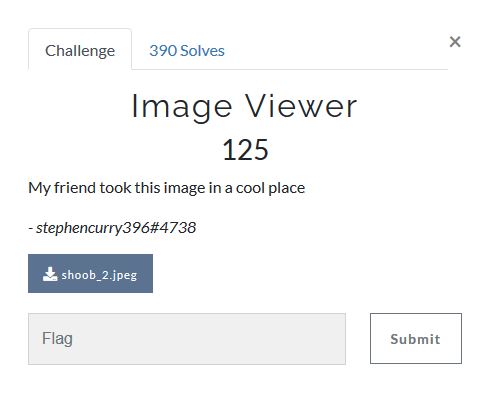 Challenge
390 Solves
×
Image Viewer
125
My friend took this image in a cool place
- stephencurry396#4738
shoob_2.jpeg
Flag
Submit